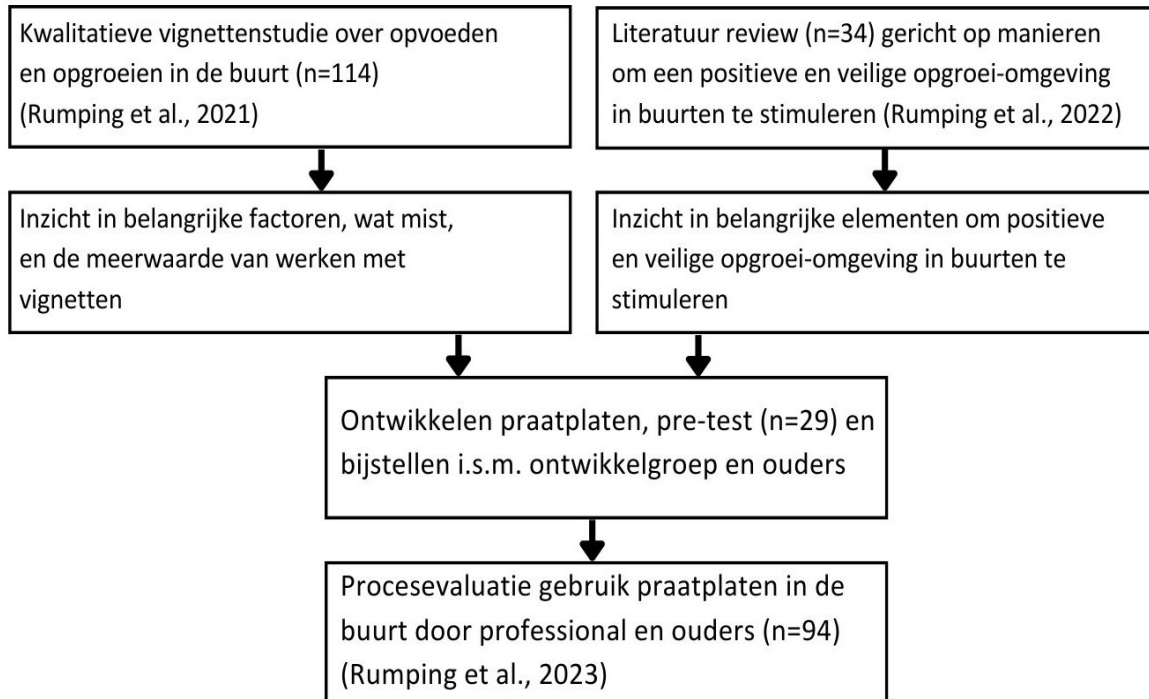 Kwalitatieve vignettenstudie over opvoeden
en opgroeien in de buurt (n=114)
(Rumping et al., 2021)
Literatuur review (n=34) gericht op manieren
om een positieve en veilige opgroei-omgeving
in buurten te stimuleren (Rumping et al., 2022)
Inzicht in belangrijke factoren, wat mist,
en de meerwaarde van werken met
vignetten
Inzicht in belangrijke elementen om positieve
en veilige opgroei-omgeving in buurten te
stimuleren
Ontwikkelen praatplaten, pre-test (n=29) en
bijstellen i.s.m. ontwikkelgroep en ouders
Procesevaluatie gebruik praatplaten in de
buurt door professional en ouders (n=94)
(Rumping et al., 2023)